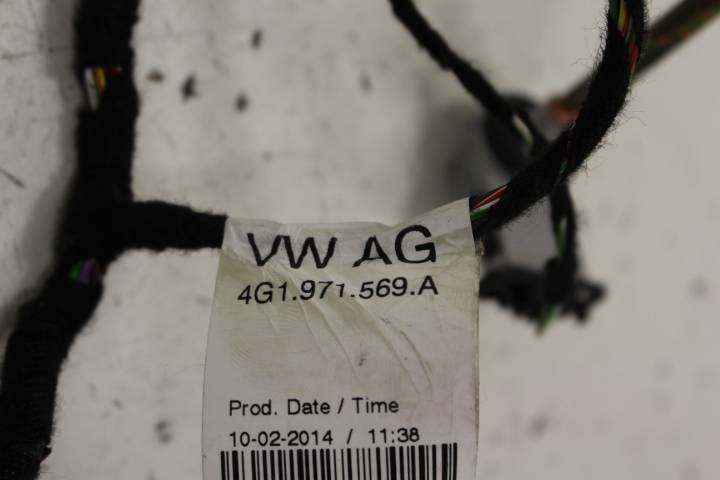 VW AG
4G1.971.569.A
Prod. Date / Time
10-02-2014 / 11:38